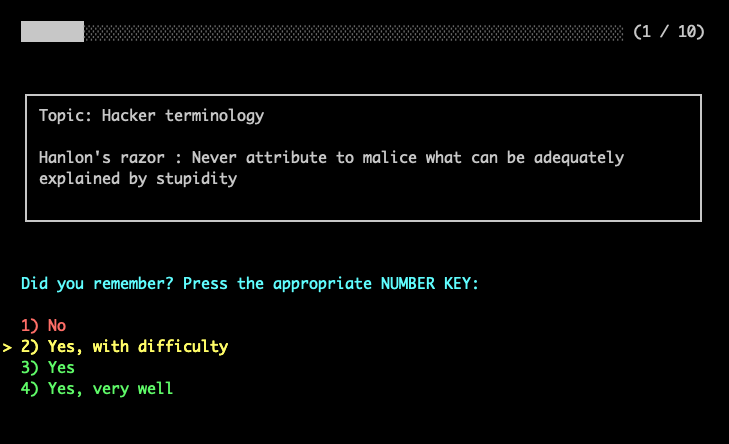 (1 / 10)
Topic: Hacker terminology
Hanlon's razor : Never attribute to malice what can be adequately
explained by stupidity
Did you remember? Press the appropriate NUMBER KEY:
1) No
> 2) Yes, with difficulty
3) Yes
4) Yes, very well